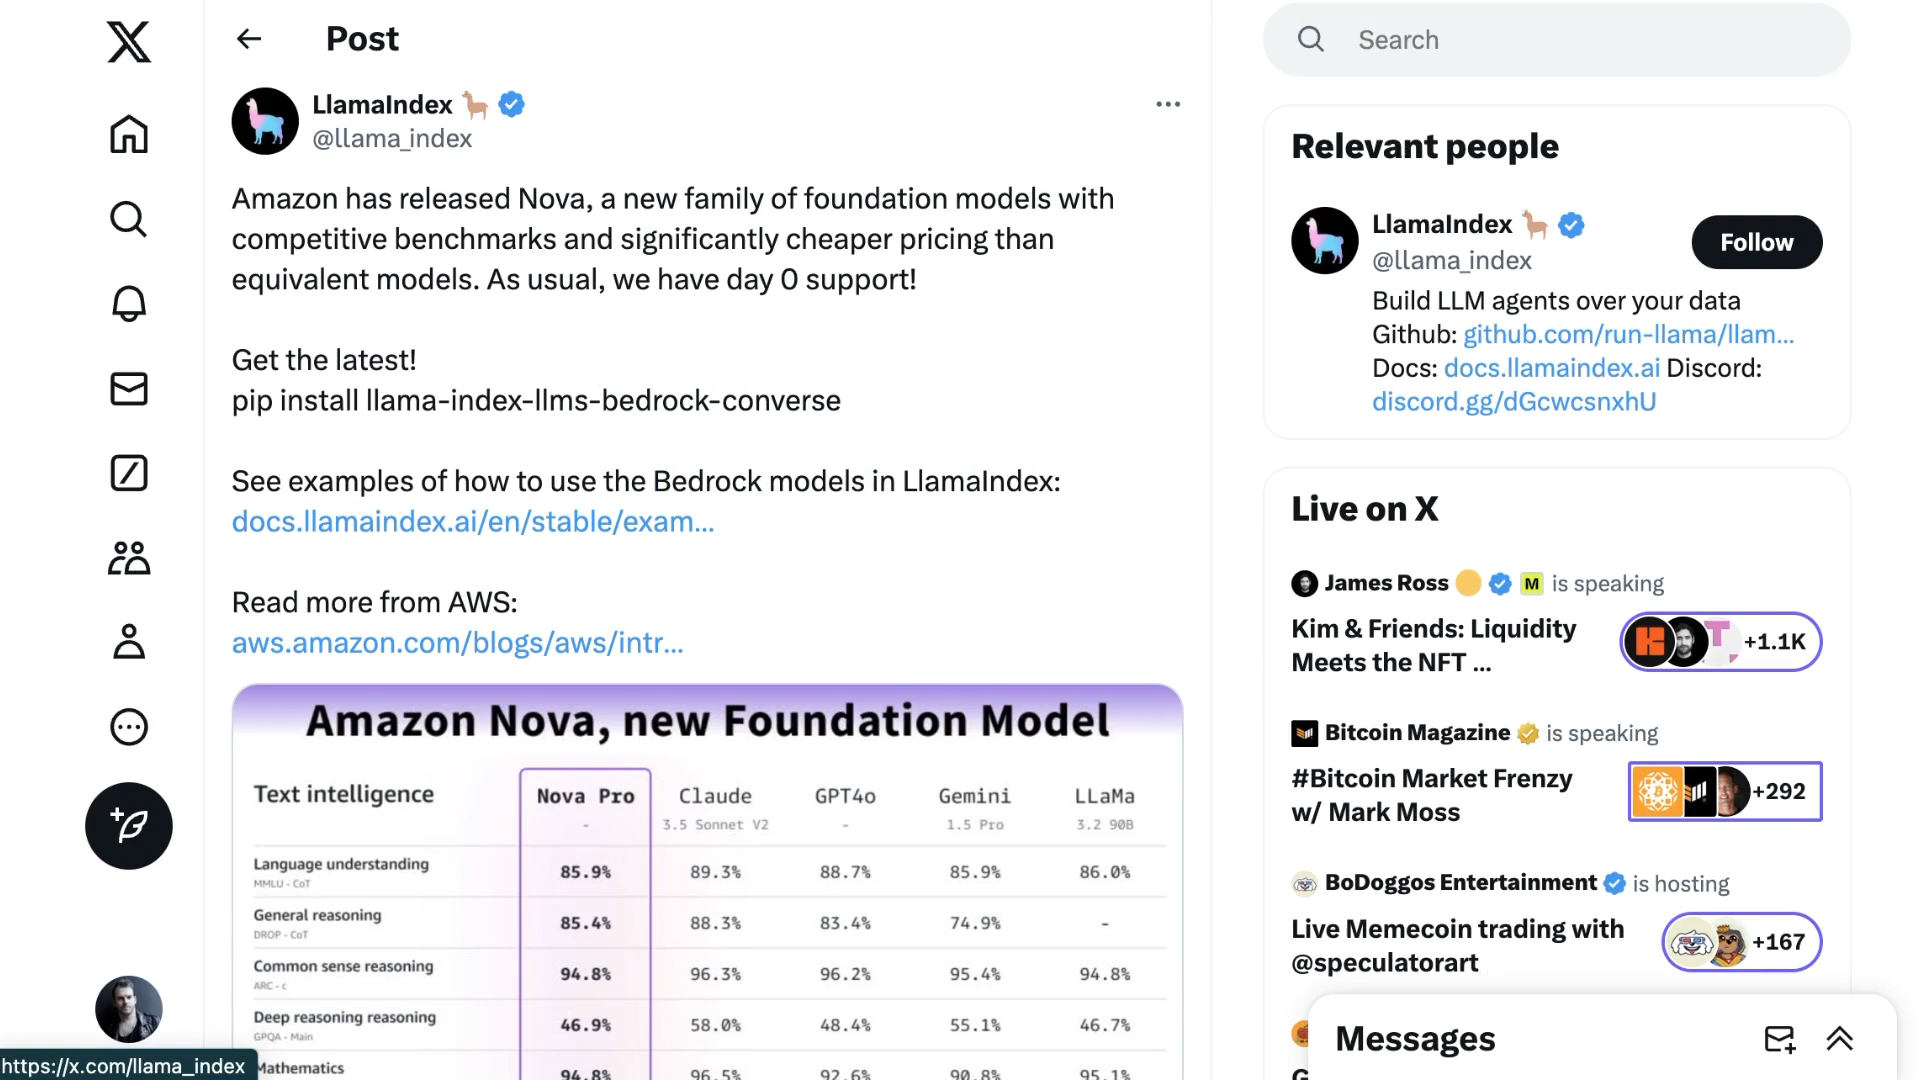 Post
LlamaIndex
@llama_index
Amazon has released Nova, a new family of foundation models with
competitive benchmarks and significantly cheaper pricing than
equivalent models. As usual, we have day 0 support!
Get the latest!
pip install llama-index-llms-bedrock-converse
See examples of how to use the Bedrock models in LlamaIndex:
docs.llamaindex.ai/en/stable/exam...
Read more from AWS:
aws.amazon.com/blogs/aws/intr...
Amazon Nova, new Foundation Model
Text intelligence Nova Pro Claude GPT4o Gemini LLaMa
- 3.5 Sonnet V2 - 1.5 Pro 3.2 90B
Language understanding 85.9% 89.3% 88.7% 85.9% 86.0%
MMLU - CoT
General reasoning 85.4% 88.3% 83.4% 74.9% -
DROP - CoT
Common sense reasoning 94.8% 96.3% 96.2% 95.4% 94.8%
ARC - c
Deep reasoning reasoning 46.9% 58.0% 48.4% 55.1% 46.7%
GPQA - Main
Mathematics 94.8% 96.5% 92.6% 90.8% 95.1%
https://x.com/llama_index
Search
Relevant people
LlamaIndex
@llama_index
Follow
Build LLM agents over your data
Github: github.com/run-llama/llam...
Docs: docs.llamaindex.ai Discord:
discord.gg/dGcwcsnxhU
Live on X
James Ross M is speaking
Kim & Friends: Liquidity
Meets the NFT ...
+1.1K
Bitcoin Magazine is speaking
#Bitcoin Market Frenzy
w/ Mark Moss
+292
BoDoggos Entertainment is hosting
Live Memecoin trading with
@speculatorart
+167
Messages